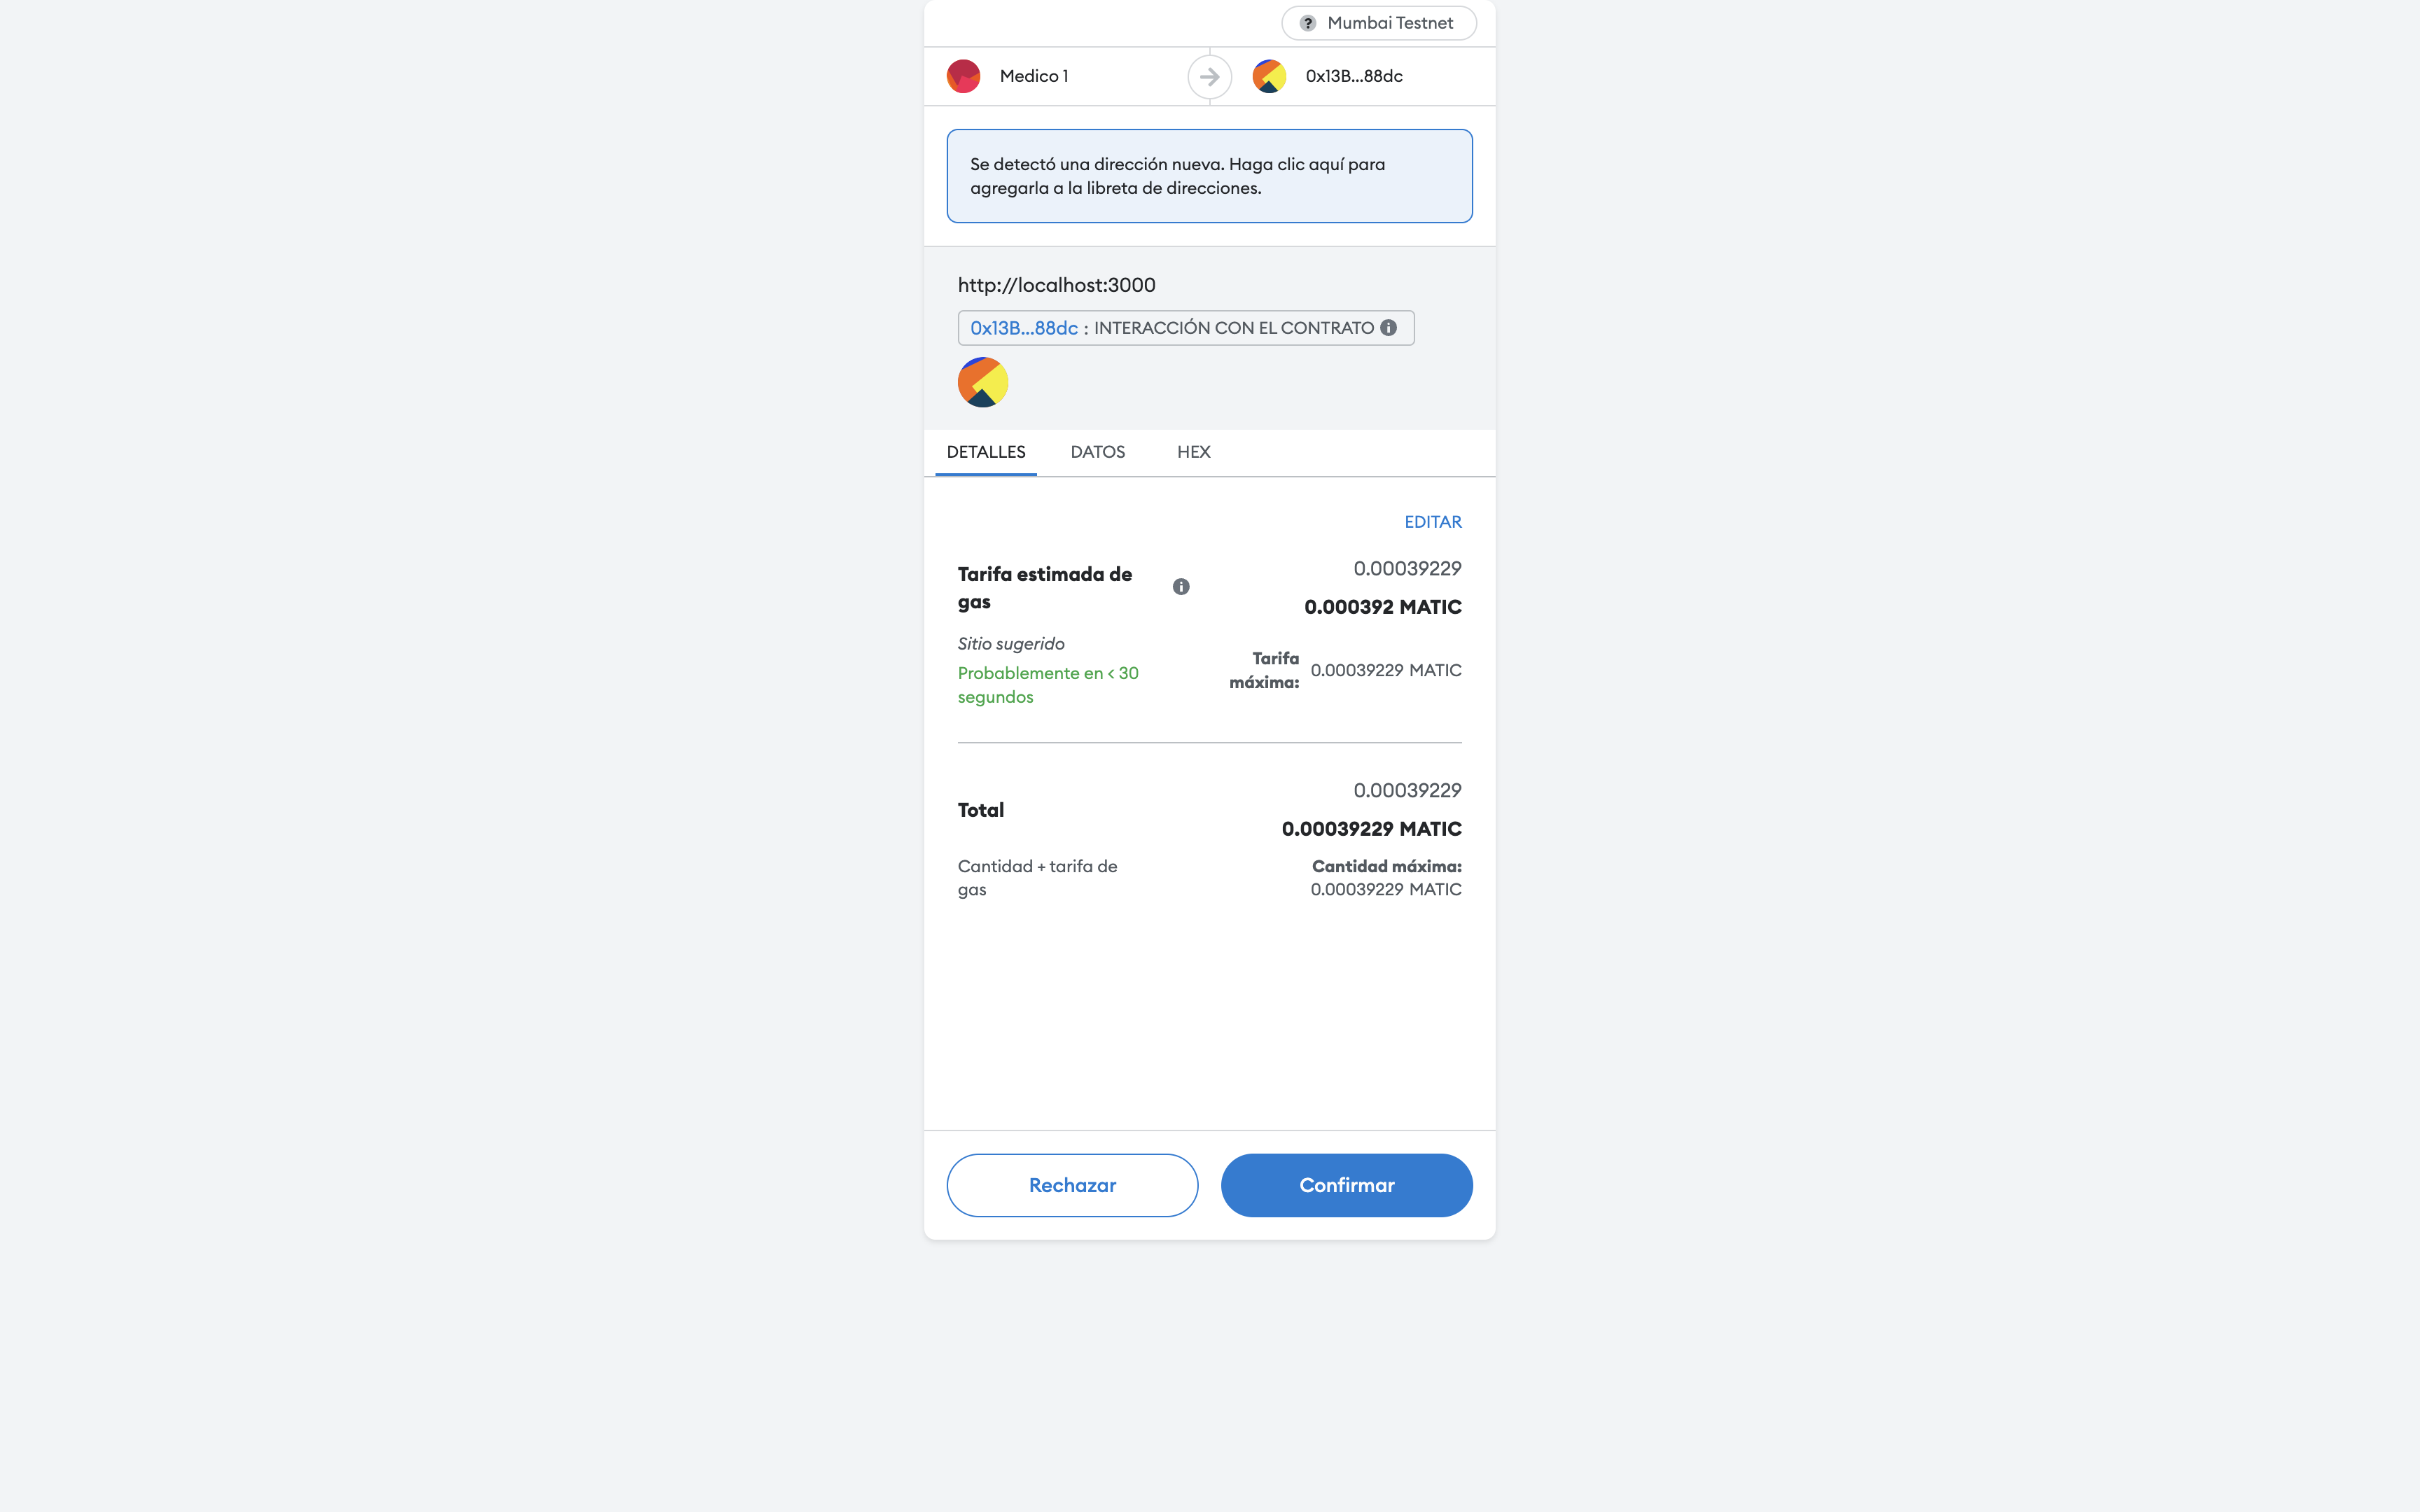 Mumbai Testnet
Medico 1
0x13B...88dc
Se detectó una dirección nueva. Haga clic aquí para
agregarla a la libreta de direcciones.
http://localhost:3000
0x13B...88dc : INTERACCIÓN CON EL CONTRATO
DETALLES
DATOS
HEX
EDITAR
Tarifa estimada de
gas
0.00039229
0.000392 MATIC
Sitio sugerido
Probablemente en < 30
segundos
Tarifa
máxima:
0.00039229 MATIC
Total
0.00039229
0.00039229 MATIC
Cantidad + tarifa de
gas
Cantidad máxima:
0.00039229 MATIC
Rechazar
Confirmar